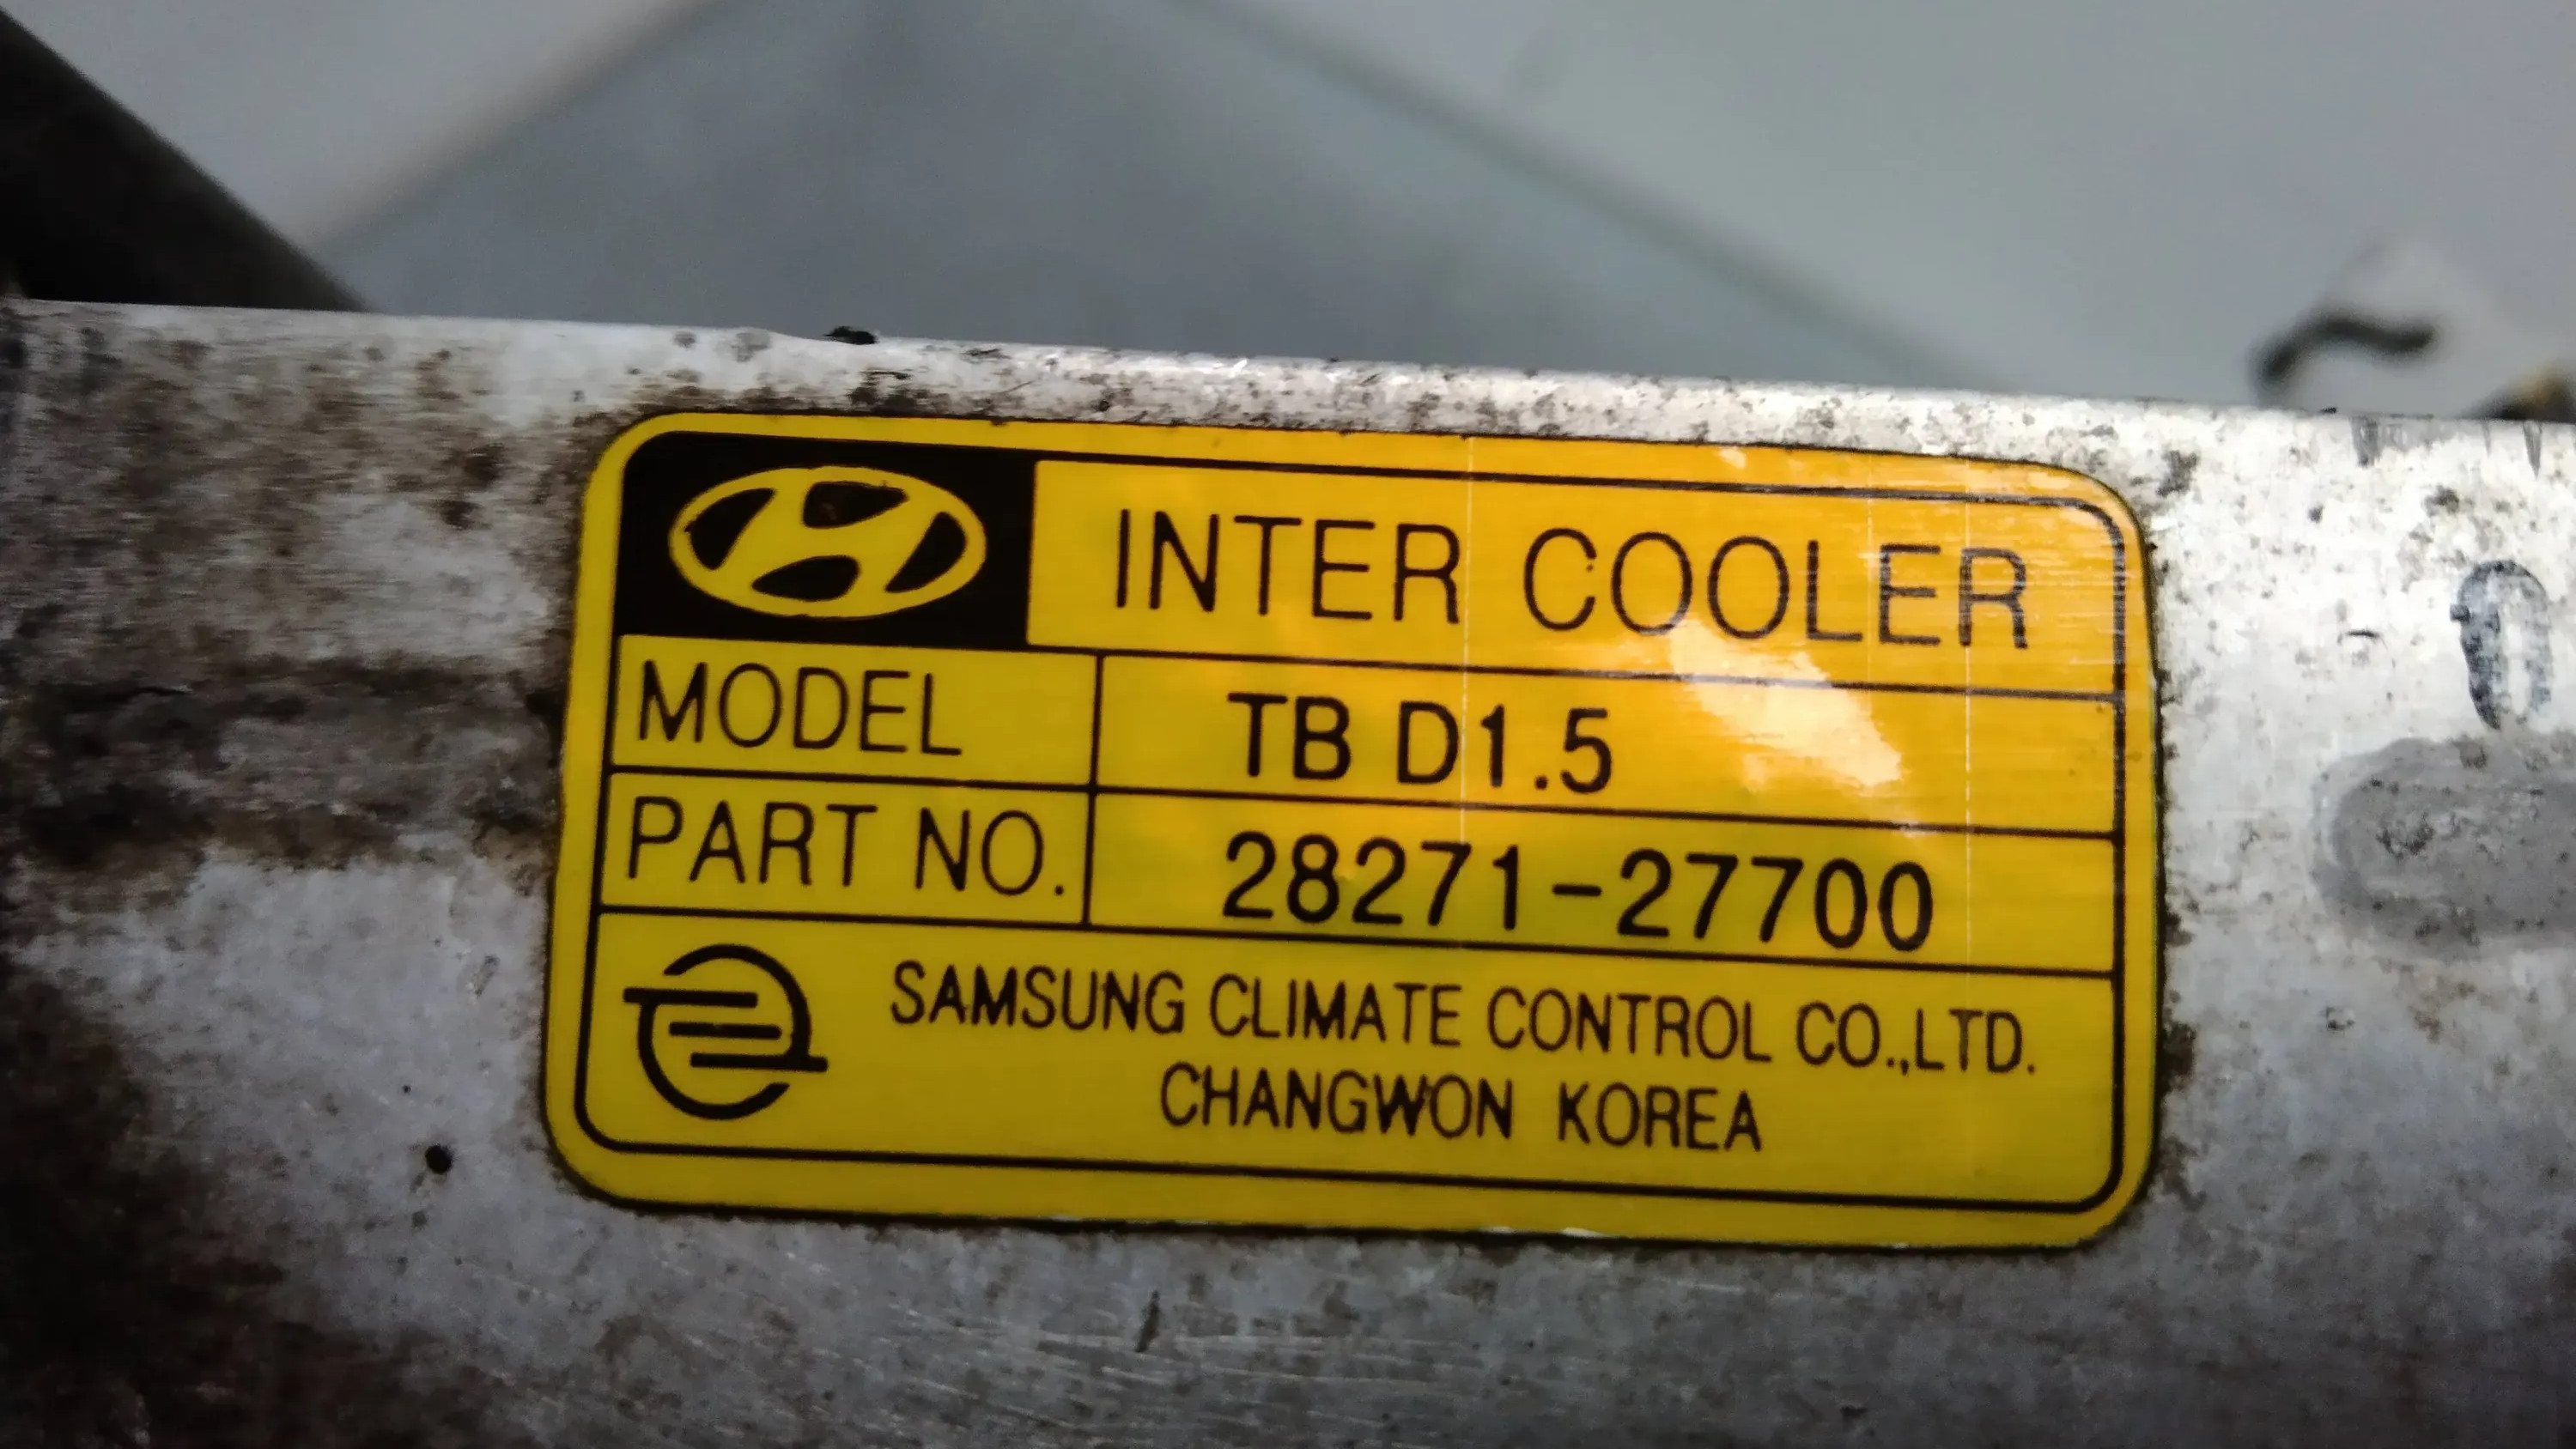 INTER COOLER
MODEL TB D1.5
PART NO. 28271-27700
SAMSUNG CLIMATE CONTROL CO.,LTD.
CHANGWON KOREA